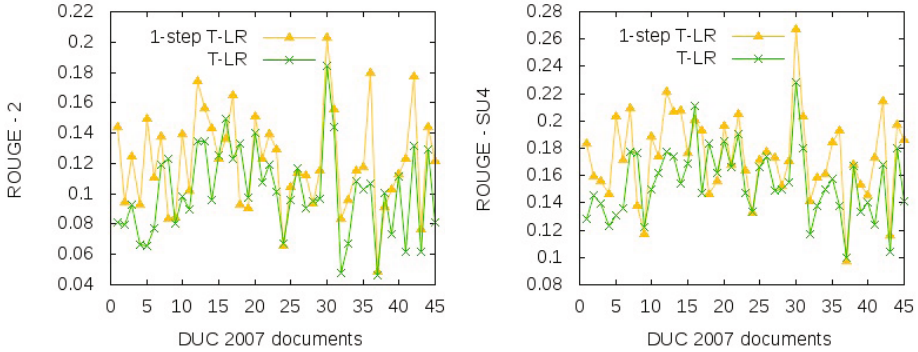 0.22
0.2
0.18
0.16
0.14
0.12
0.1
0.08
0.06
0.04
ROUGE - 2
1-step T-LR
T-LR
0 5 10 15 20 25 30 35 40 45
DUC 2007 documents
0.28
0.26
0.24
0.22
0.2
0.18
0.16
0.14
0.12
0.1
0.08
ROUGE - SU4
1-step T-LR
T-LR
0 5 10 15 20 25 30 35 40 45
DUC 2007 documents